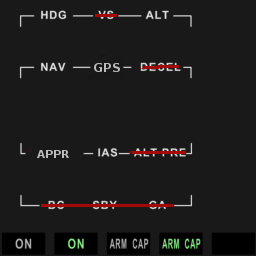 HDG VS ALT
NAV GPS DESEL
APPR IAS ALT PRE
BC SBY GA
ON ON ARM CAP ARM CAP